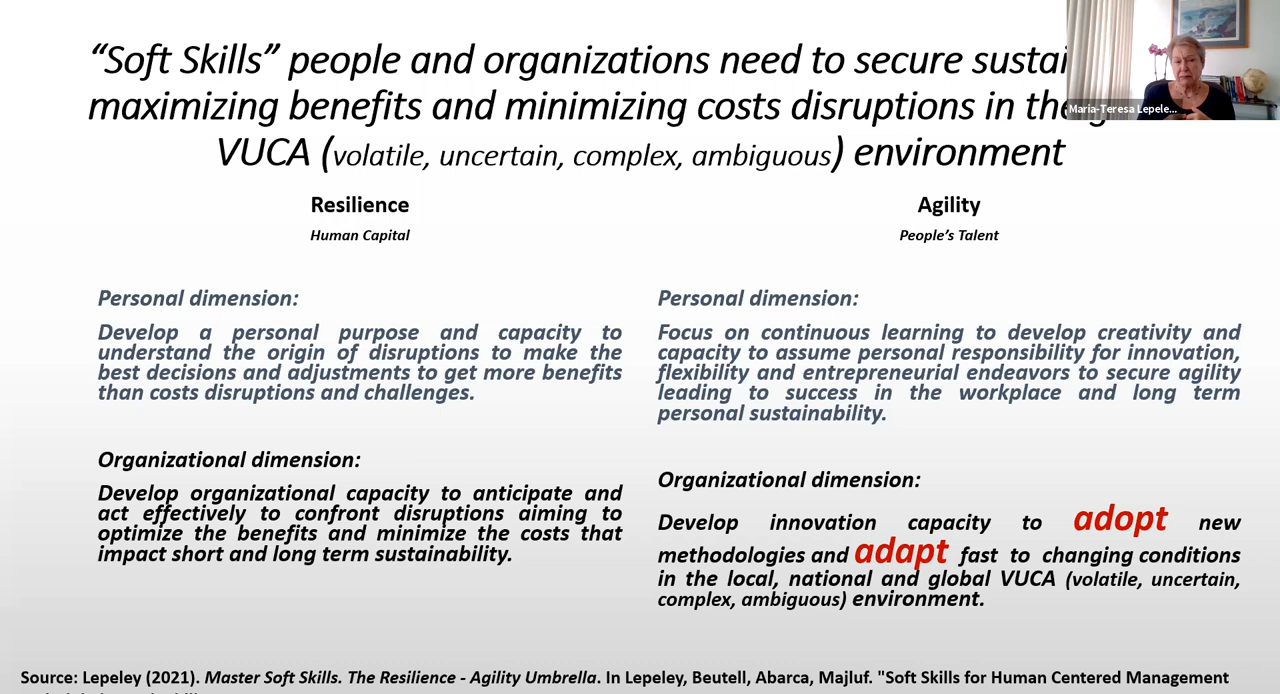 “Soft Skills” people and organizations need to secure
maximizing benefits and minimizing costs disruptions in
VUCA (volatile, uncertain, complex, ambiguous) environment
Maria-Teresa Lepele...
Resilience
Human Capital
Personal dimension:
Develop a personal purpose and capacity to
understand the origin of disruptions to make the
best decisions and adjustments to get more benefits
than costs disruptions and challenges.
Organizational dimension:
Develop organizational capacity to anticipate and
act effectively to confront disruptions aiming to
optimize the benefits and minimize the costs that
impact short and long term sustainability.
Agility
People’s Talent
Personal dimension:
Focus on continuous learning to develop creativity and
capacity to assume personal responsibility for innovation,
flexibility and entrepreneurial endeavors to secure agility
leading to success in the workplace and long term
personal sustainability.
Organizational dimension:
Develop innovation capacity to adopt new
methodologies and adapt fast to changing conditions
in the local, national and global VUCA (volatile, uncertain,
complex, ambiguous) environment.
Source: Lepeley (2021). Master Soft Skills. The Resilience - Agility Umbrella. In Lepeley, Beutell, Abarca, Majluf. "Soft Skills for Human Centered Management